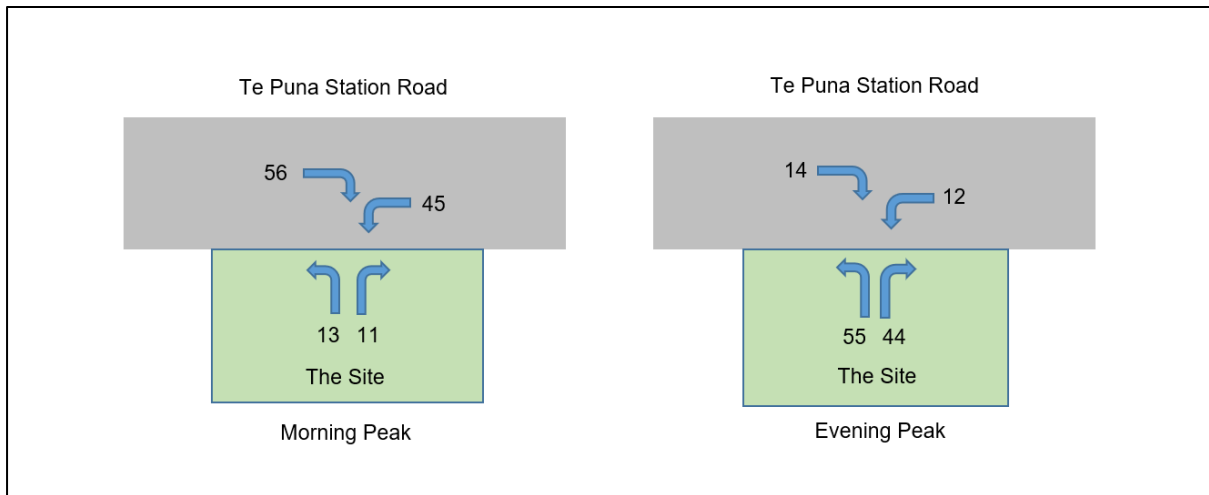 Te Puna Station Road
56
45
13 11
The Site
Morning Peak
Te Puna Station Road
14
12
55 44
The Site
Evening Peak